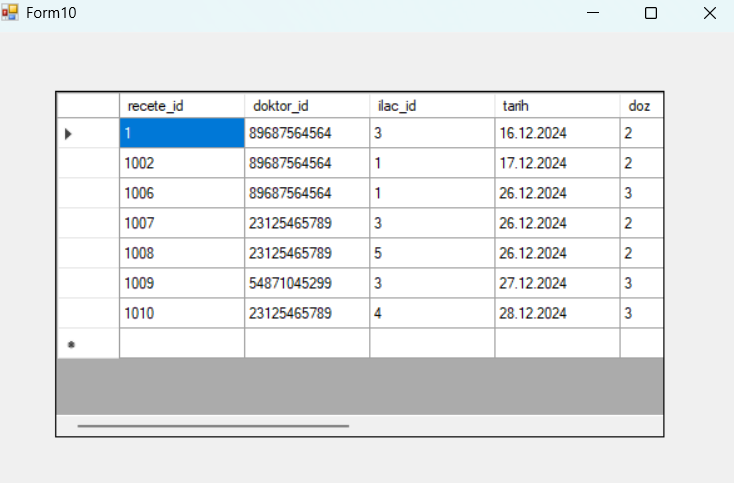 Form10
recete_id doktor_id ilac_id tarih doz
1 89687564564 3 16.12.2024 2
1002 89687564564 1 17.12.2024 2
1006 89687564564 1 26.12.2024 3
1007 23125465789 3 26.12.2024 2
1008 23125465789 5 26.12.2024 2
1009 54871045299 3 27.12.2024 3
1010 23125465789 4 28.12.2024 3